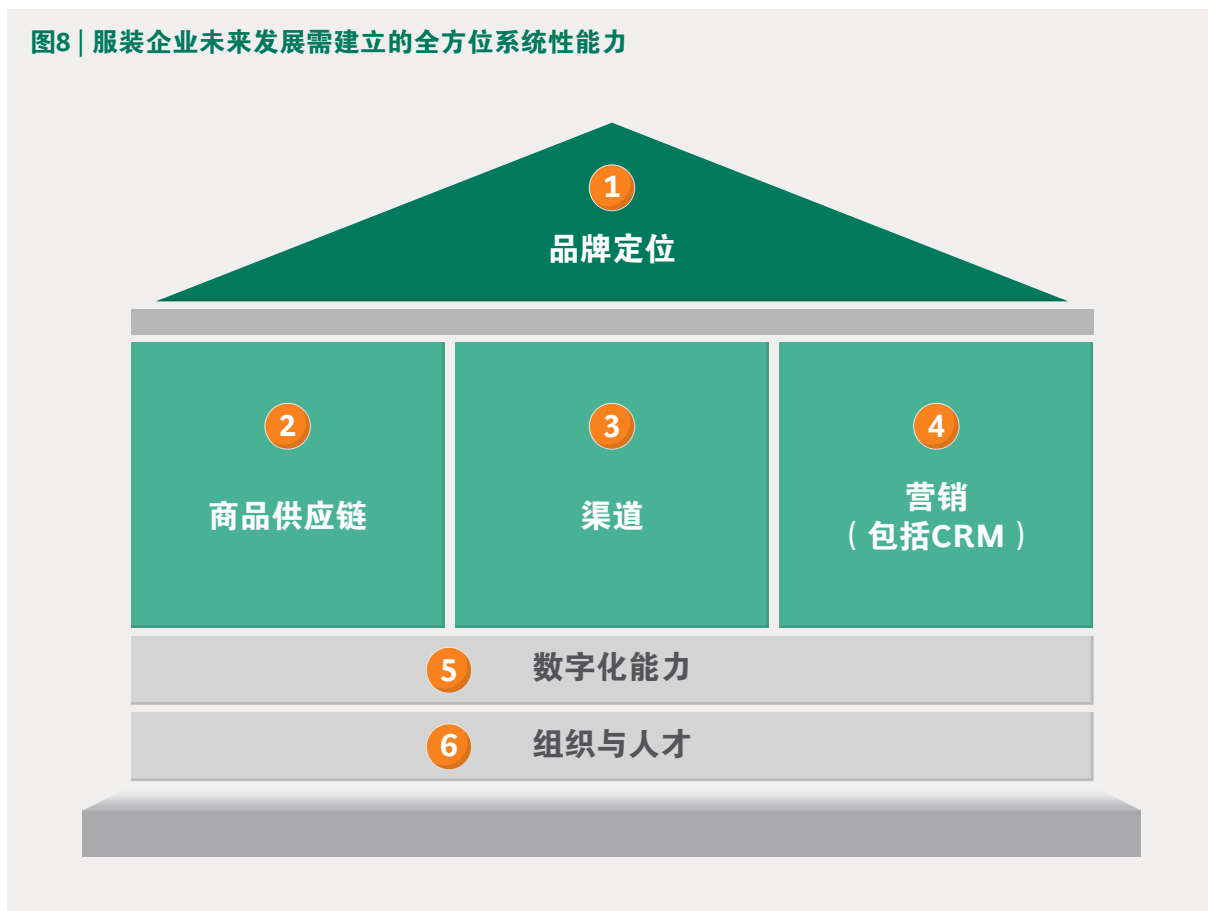 图8 | 服装企业未来发展需建立的全方位系统性能力
1
品牌定位
2
商品供应链
3
渠道
4
营销
（包括CRM）
5 数字化能力
6 组织与人才